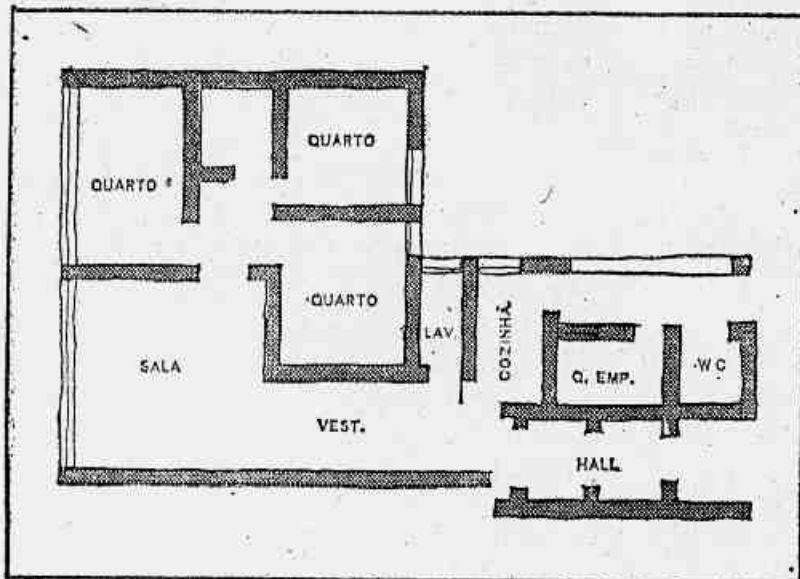 QUARTO
QUARTO
QUARTO
LAV.
COZINHA
SALA
Q. EMP.
WC
VEST.
HALL